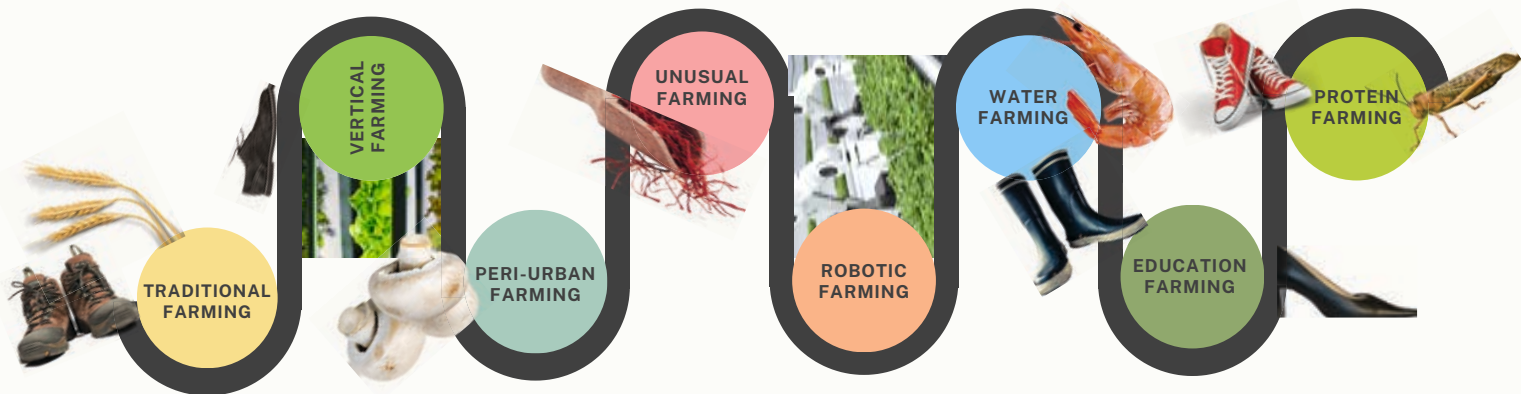 TRADITIONAL
FARMING
VERTICAL
FARMING
PERI-URBAN
FARMING
UNUSUAL
FARMING
ROBOTIC
FARMING
WATER
FARMING
EDUCATION
FARMING
PROTEIN
FARMING